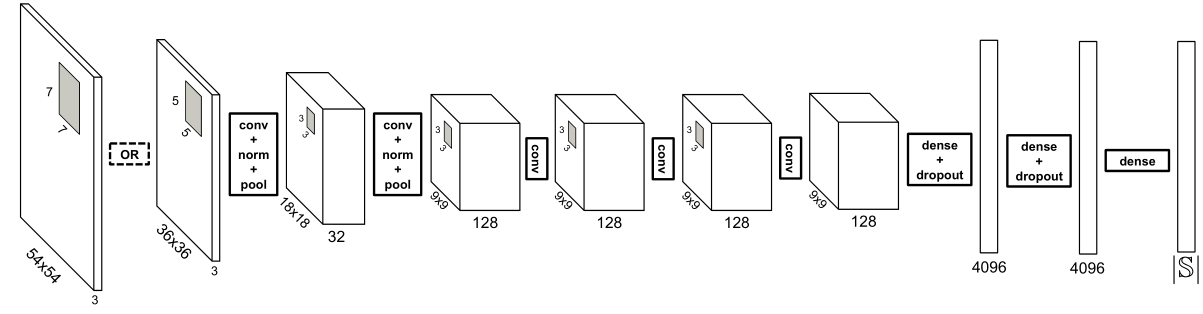 7
7
54x54
3
OR
5
5
36x36
3
conv
+
norm
+
pool
3
3
18x18
32
conv
+
norm
+
pool
3
3
9x9
128
conv
3
3
9x9
128
conv
3
3
9x9
128
conv
9x9
128
dense
+
dropout
4096
dense
+
dropout
4096
dense
|𝕊|